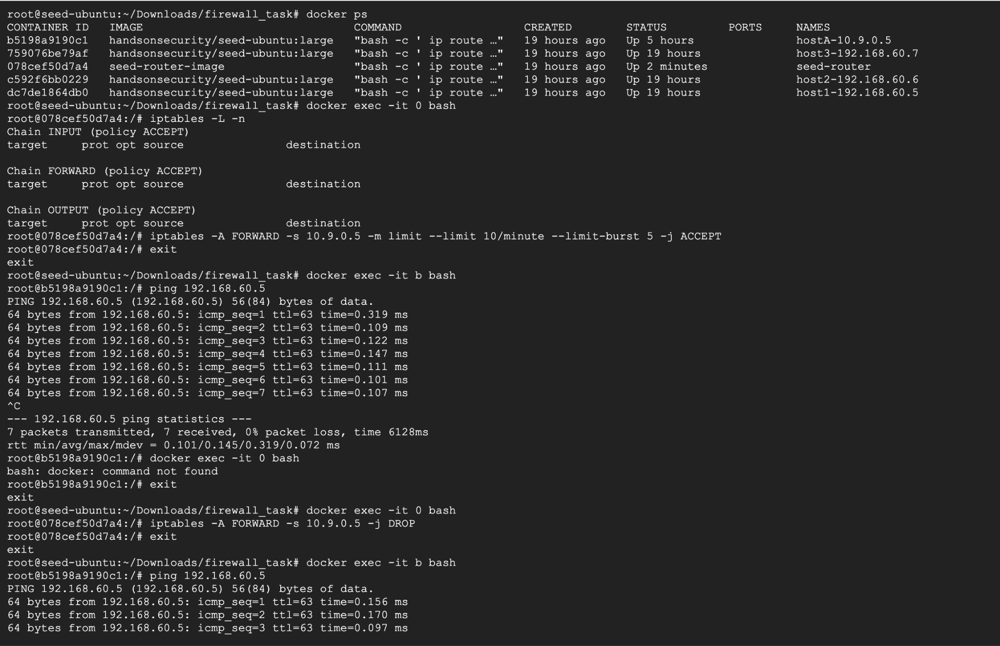 root@seed-ubuntu:~/Downloads/firewall_task# docker ps
CONTAINER ID   IMAGE                               COMMAND                  CREATED        STATUS         PORTS     NAMES
b5198a9190c1   handsonsecurity/seed-ubuntu:large   "bash -c ' ip route …"   19 hours ago   Up 5 hours               hostA-10.9.0.5
759076be79af   handsonsecurity/seed-ubuntu:large   "bash -c ' ip route …"   19 hours ago   Up 19 hours              host3-192.168.60.7
078cef50d7a4   seed-router-image                   "bash -c ' ip route …"   19 hours ago   Up 2 minutes             seed-router
c592f6bb0229   handsonsecurity/seed-ubuntu:large   "bash -c ' ip route …"   19 hours ago   Up 19 hours              host2-192.168.60.6
dc7de1864db0   handsonsecurity/seed-ubuntu:large   "bash -c ' ip route …"   19 hours ago   Up 19 hours              host1-192.168.60.5
root@seed-ubuntu:~/Downloads/firewall_task# docker exec -it 0 bash
root@078cef50d7a4:/# iptables -L -n
Chain INPUT (policy ACCEPT)
target     prot opt source               destination

Chain FORWARD (policy ACCEPT)
target     prot opt source               destination

Chain OUTPUT (policy ACCEPT)
target     prot opt source               destination
root@078cef50d7a4:/# iptables -A FORWARD -s 10.9.0.5 -m limit --limit 10/minute --limit-burst 5 -j ACCEPT
root@078cef50d7a4:/# exit
exit
root@seed-ubuntu:~/Downloads/firewall_task# docker exec -it b bash
root@b5198a9190c1:/# ping 192.168.60.5
PING 192.168.60.5 (192.168.60.5) 56(84) bytes of data.
64 bytes from 192.168.60.5: icmp_seq=1 ttl=63 time=0.319 ms
64 bytes from 192.168.60.5: icmp_seq=2 ttl=63 time=0.109 ms
64 bytes from 192.168.60.5: icmp_seq=3 ttl=63 time=0.122 ms
64 bytes from 192.168.60.5: icmp_seq=4 ttl=63 time=0.147 ms
64 bytes from 192.168.60.5: icmp_seq=5 ttl=63 time=0.111 ms
64 bytes from 192.168.60.5: icmp_seq=6 ttl=63 time=0.101 ms
64 bytes from 192.168.60.5: icmp_seq=7 ttl=63 time=0.107 ms
^C
--- 192.168.60.5 ping statistics ---
7 packets transmitted, 7 received, 0% packet loss, time 6128ms
rtt min/avg/max/mdev = 0.101/0.145/0.319/0.072 ms
root@b5198a9190c1:/# docker exec -it 0 bash
bash: docker: command not found
root@b5198a9190c1:/# exit
exit
root@seed-ubuntu:~/Downloads/firewall_task# docker exec -it 0 bash
root@078cef50d7a4:/# iptables -A FORWARD -s 10.9.0.5 -j DROP
root@078cef50d7a4:/# exit
exit
root@seed-ubuntu:~/Downloads/firewall_task# docker exec -it b bash
root@b5198a9190c1:/# ping 192.168.60.5
PING 192.168.60.5 (192.168.60.5) 56(84) bytes of data.
64 bytes from 192.168.60.5: icmp_seq=1 ttl=63 time=0.156 ms
64 bytes from 192.168.60.5: icmp_seq=2 ttl=63 time=0.170 ms
64 bytes from 192.168.60.5: icmp_seq=3 ttl=63 time=0.097 ms